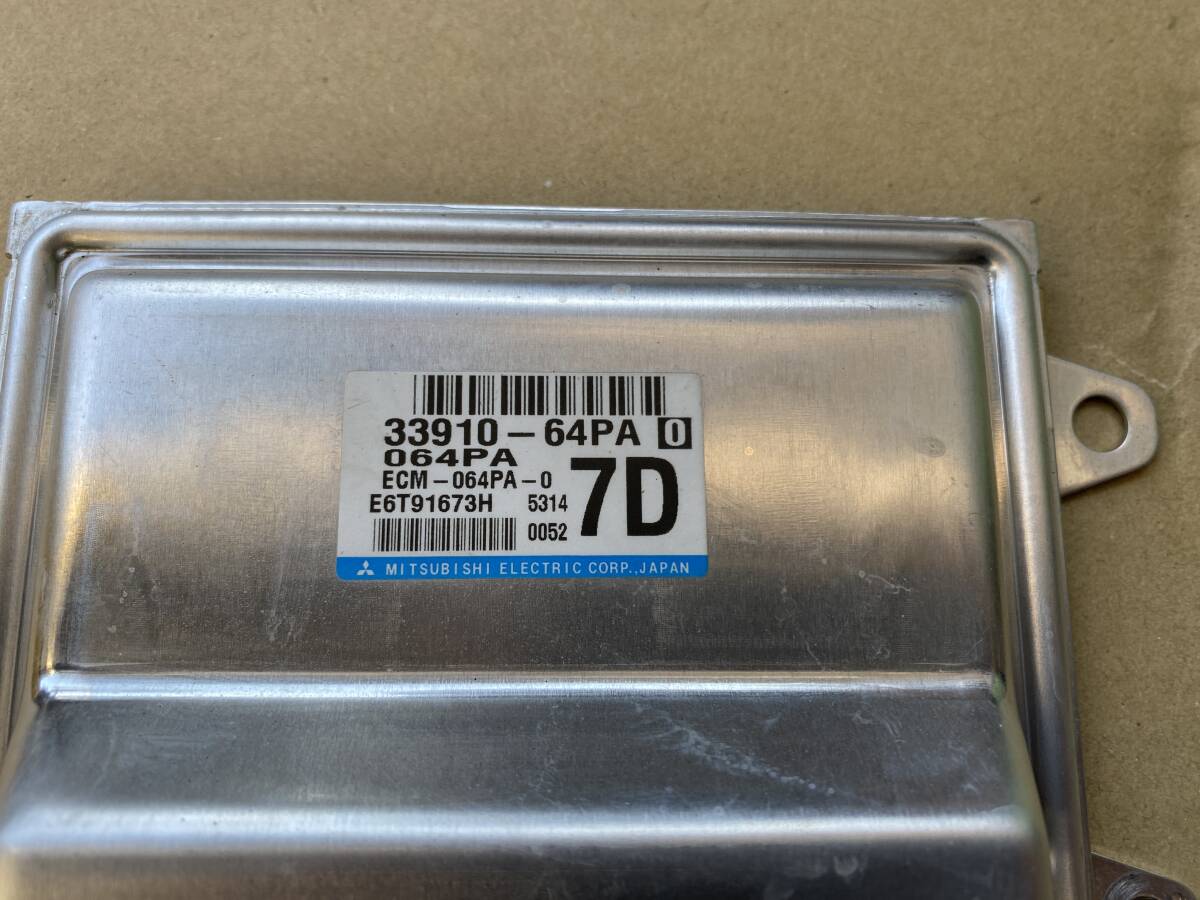 33910-64PA 0
064PA
ECM-064PA-0
7D
E6T91673H 5314
0052
MITSUBISHI ELECTRIC CORP.,JAPAN